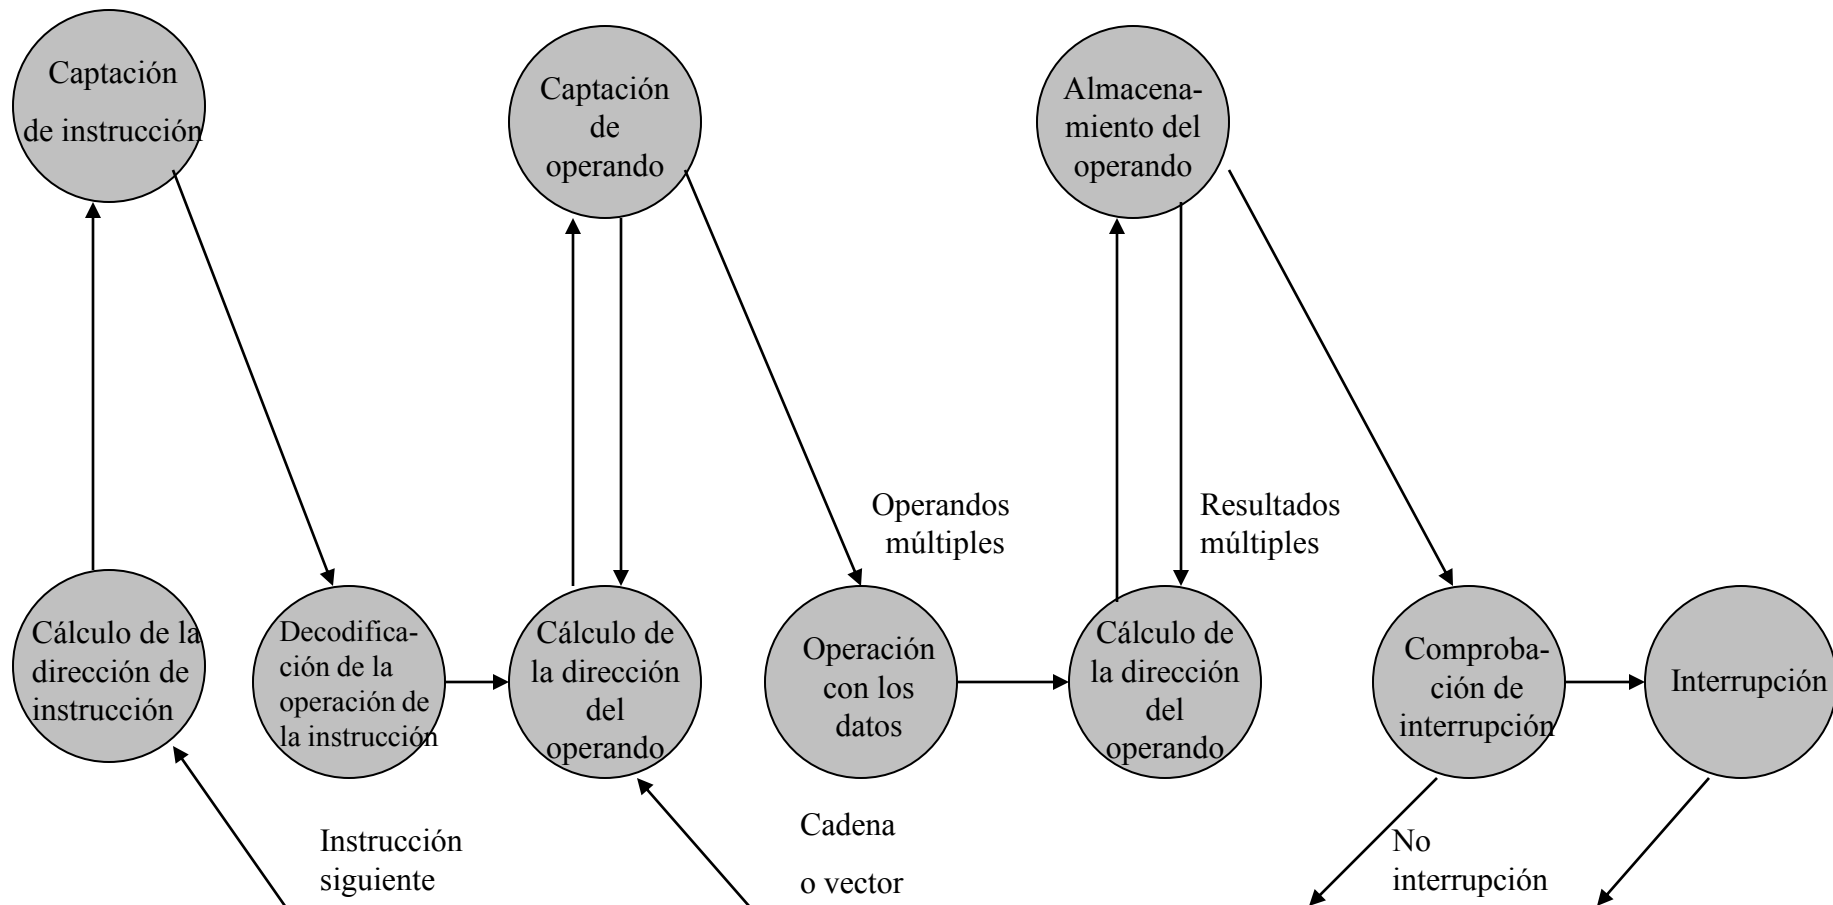 Captación
de instrucción
Captación
de
operando
Almacena-
miento del
operando
Operandos
múltiples
Resultados
múltiples
Cálculo de la
dirección de
instrucción
Decodifica-
ción de la
operación de
la instrucción
Cálculo de
la dirección
del
operando
Operación
con los
datos
Cálculo de
la dirección
del
operando
Comproba-
ción de
interrupción
Interrupción
Instrucción
siguiente
Cadena
o vector
No
interrupción